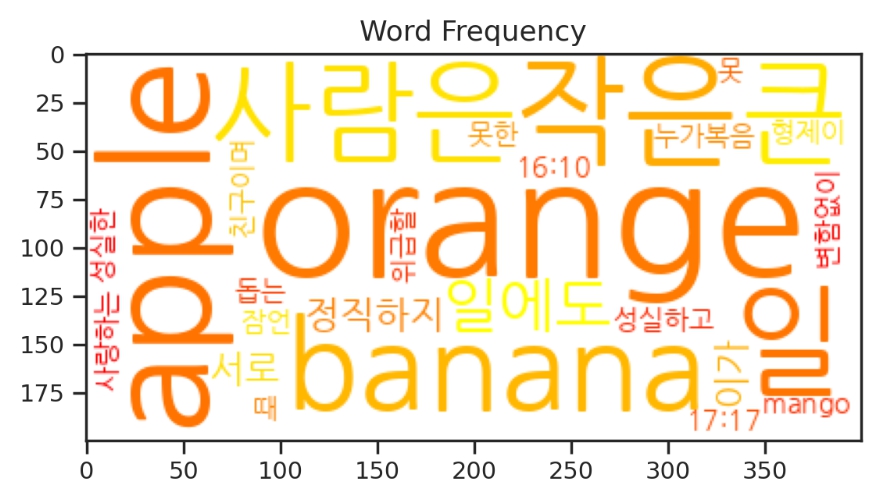 Word Frequency
0
25
50
75
100
125
150
175
apple
사람은
작은
못
큰
못한
누가복음
형제이
16:10
친구이며
orange
위급할
변함없이
성실한
사랑하는
돕는
잠언
정직하지
일에도
성실하고
일
서로
banana
이가
때
17:17
mango
0
50
100
150
200
250
300
350